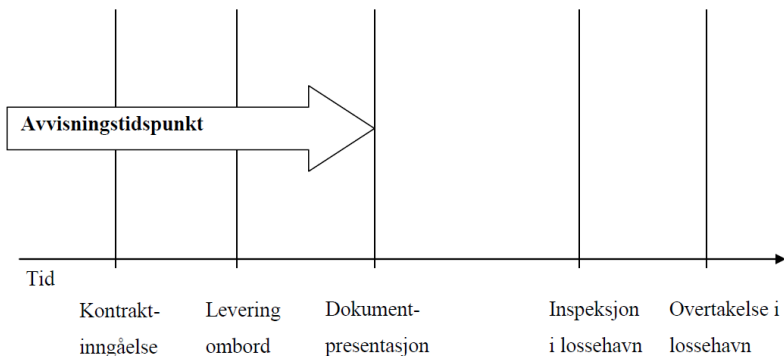 Avvisningstidspunkt
Tid
Kontrakt-
inngåelse
Levering
ombord
Dokument-
presentasjon
Inspeksjon
i lossehavn
Overtakelse i
lossehavn